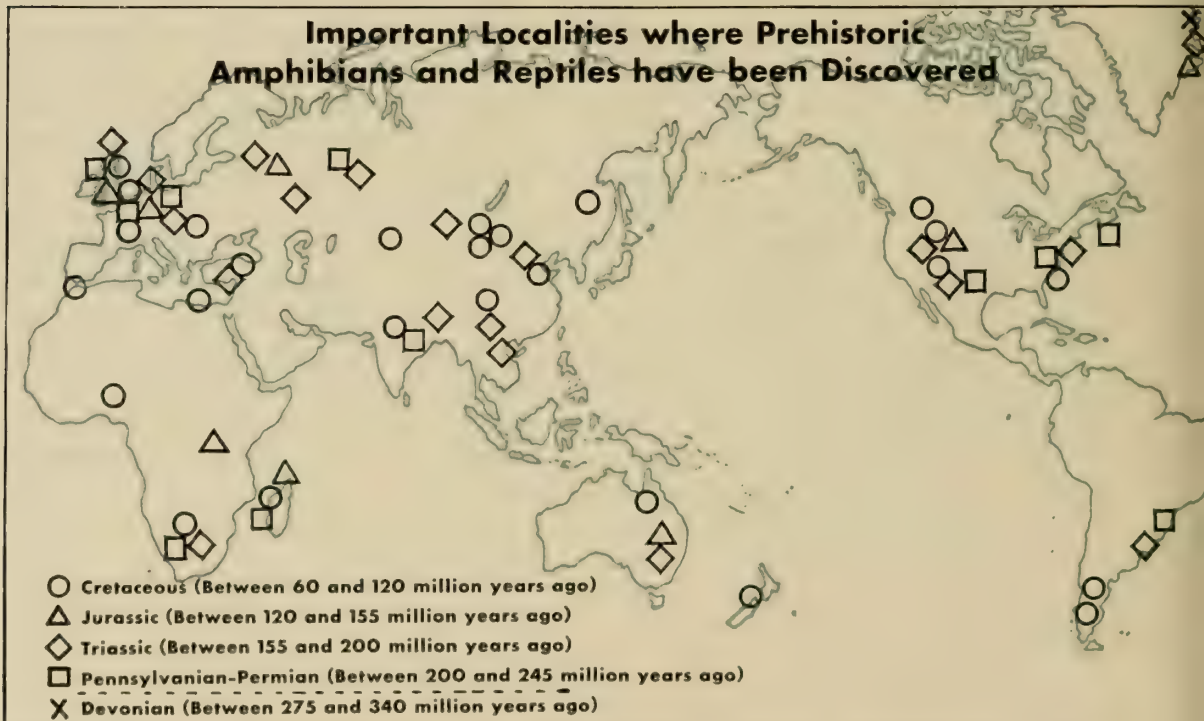 Important Localities where Prehistoric
Amphibians and Reptiles have been Discovered
Cretaceous (Between 60 and 120 million years ago)
Jurassic (Between 120 and 155 million years ago)
Triassic (Between 155 and 200 million years ago)
Pennsylvanian-Permian (Between 200 and 245 million years ago)
Devonian (Between 275 and 340 million years ago)